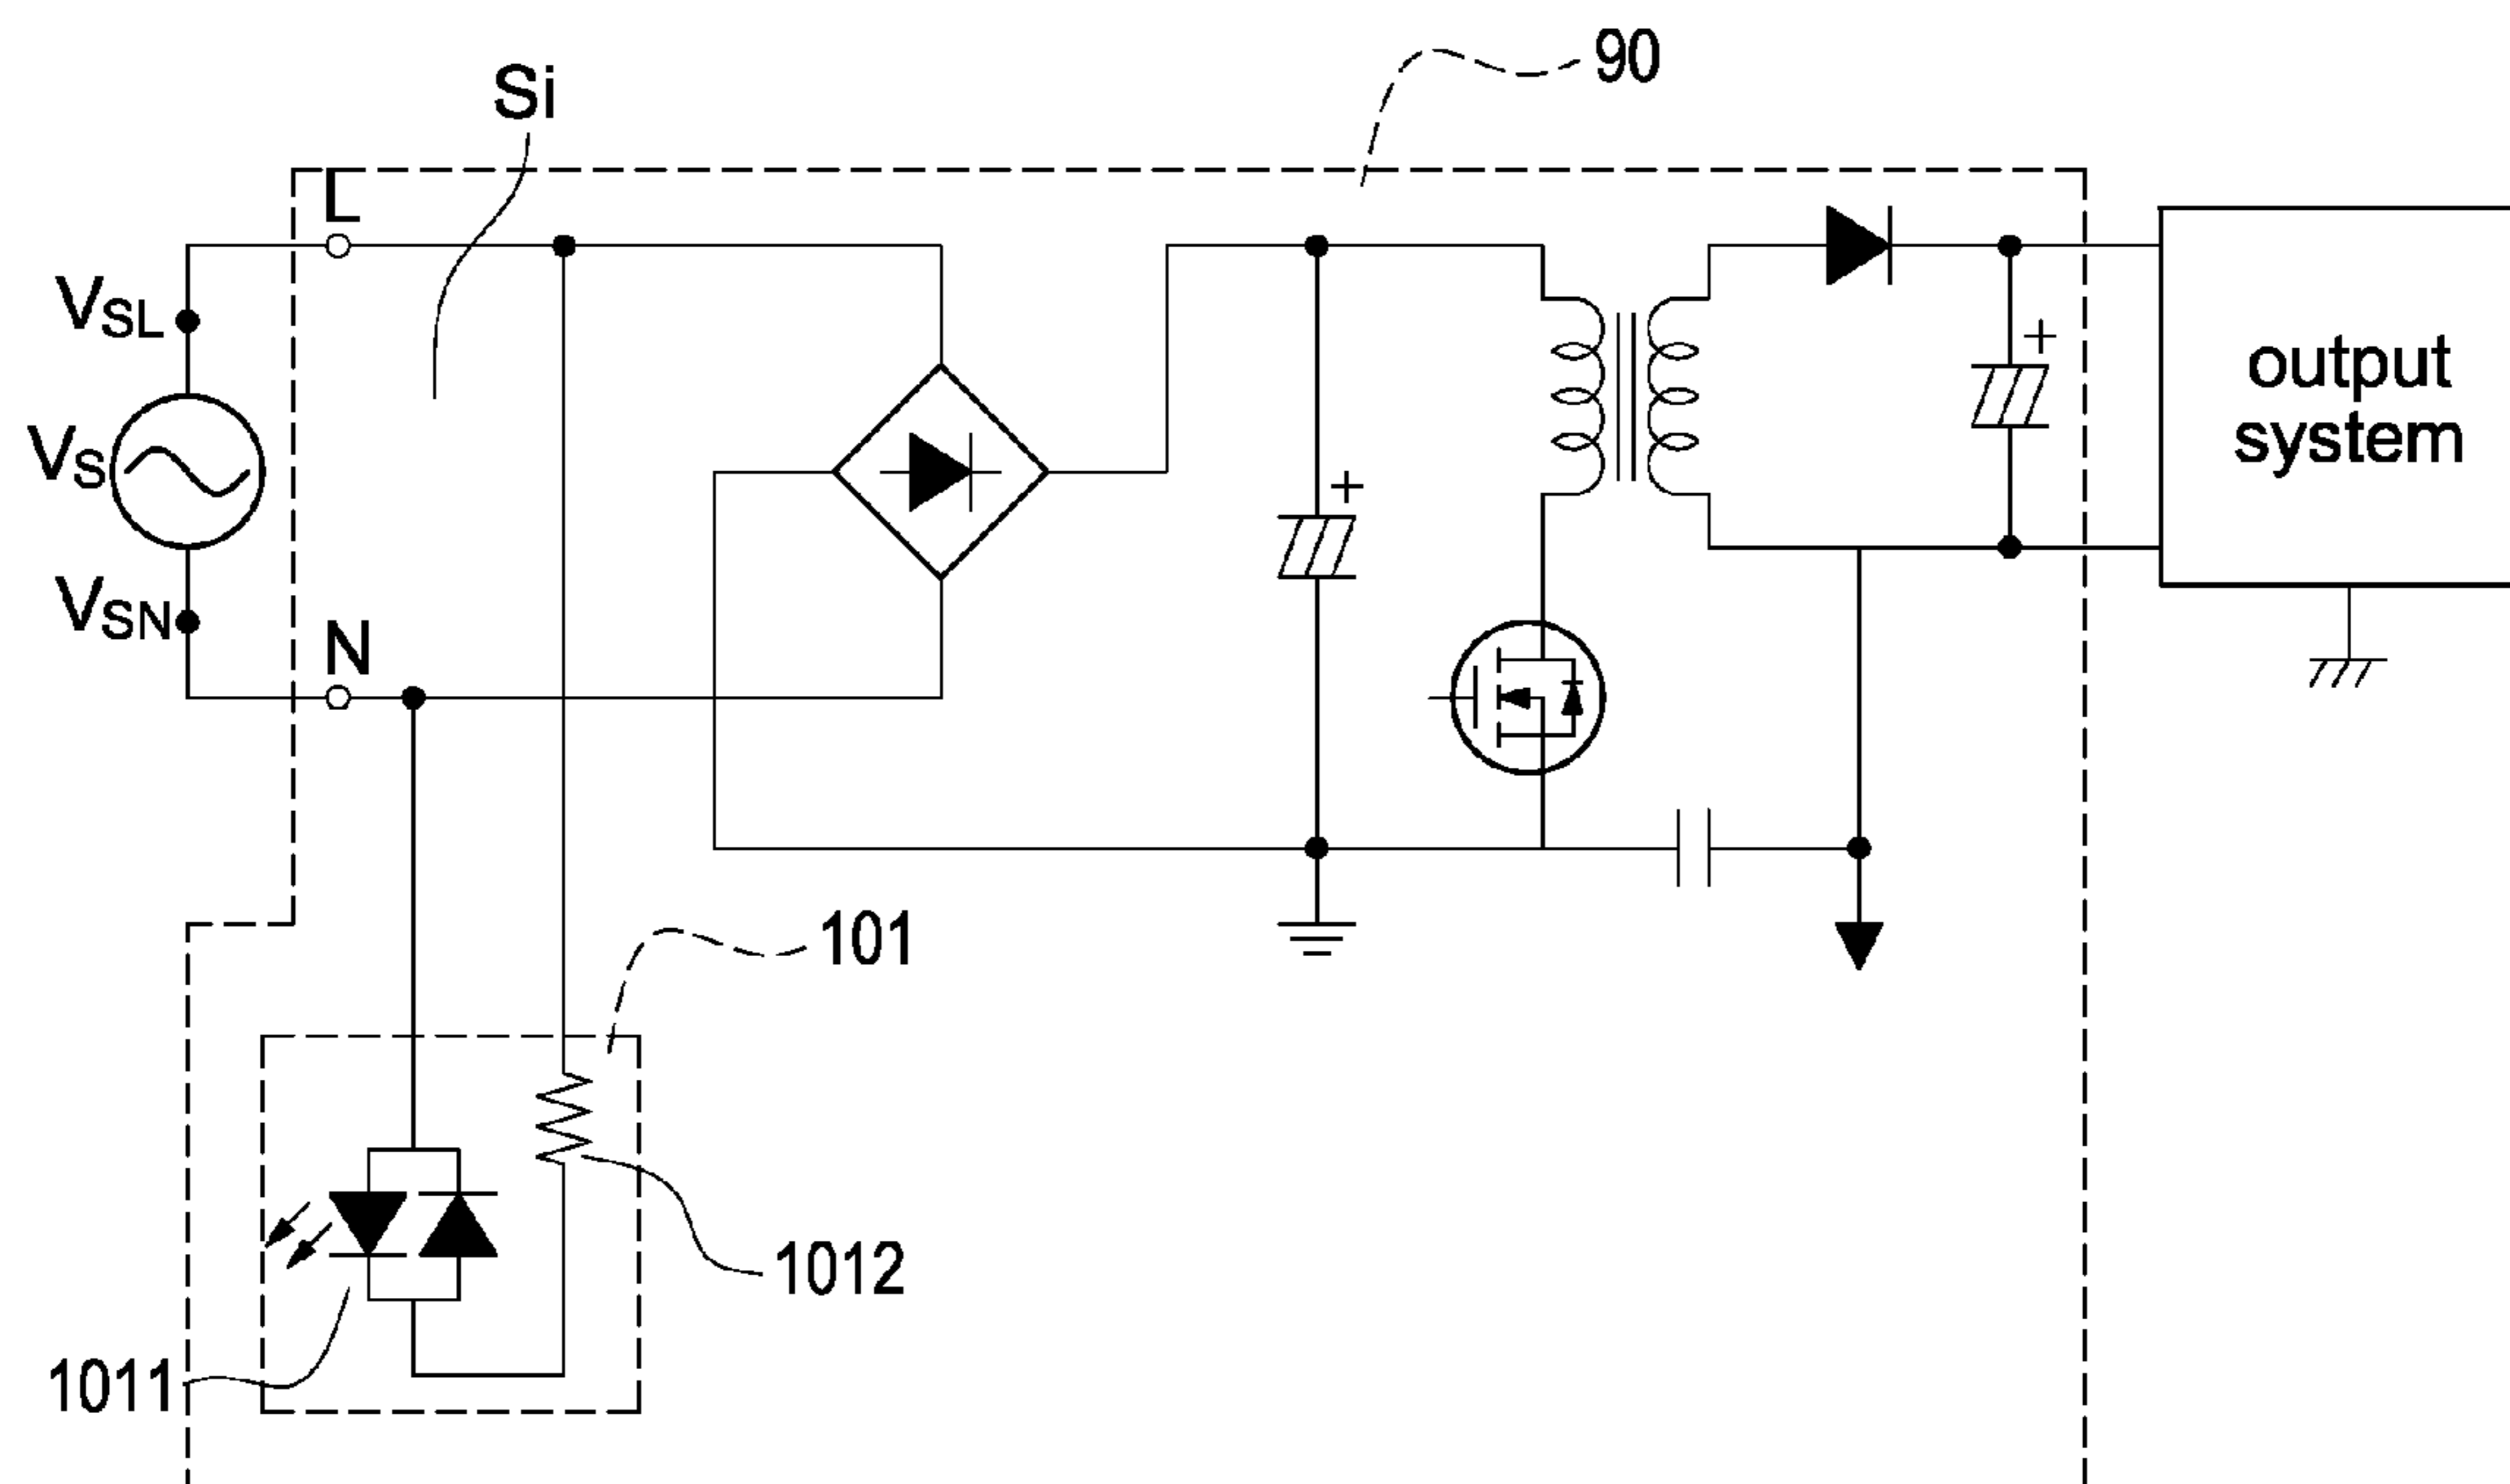 90
Si
L
VSL
VS
VSN
N
+
+
output
system
101
1012
1011